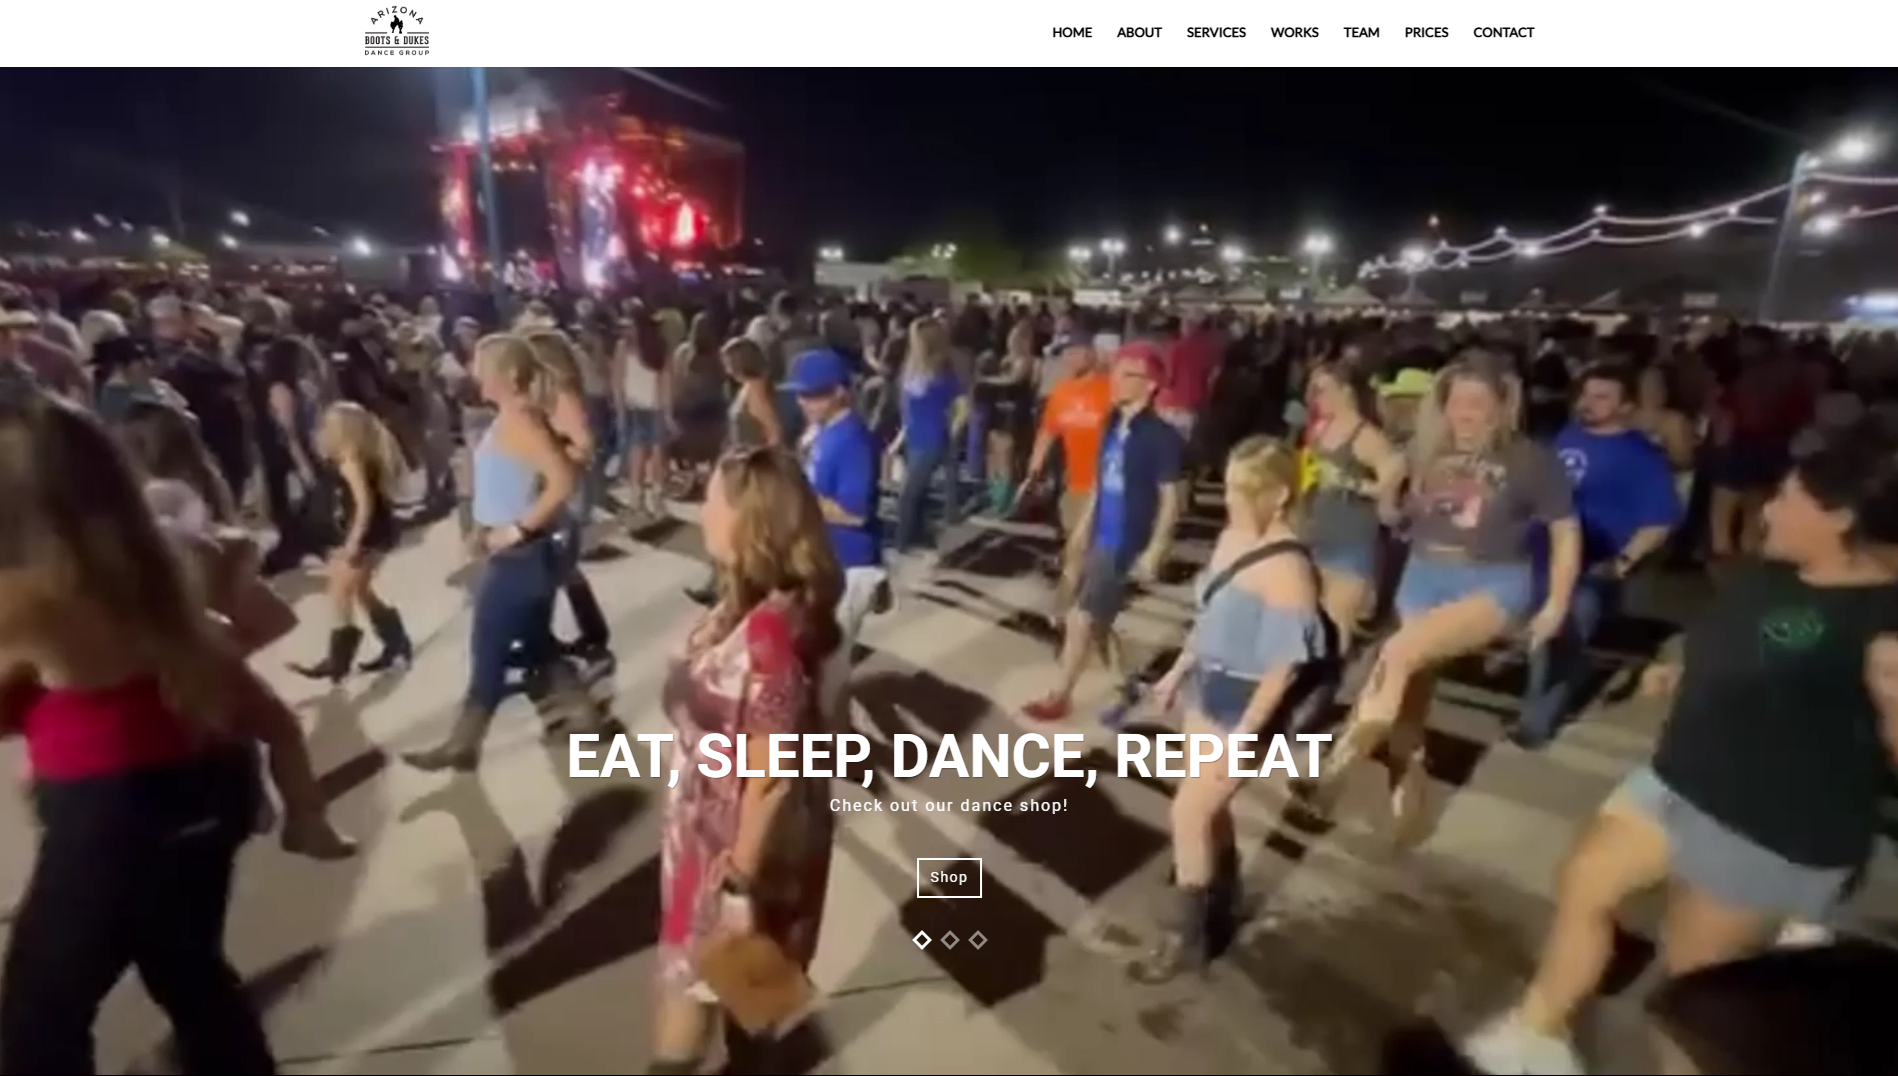 ARIZONA
BOOTS & DUKES
DANCE GROUP
HOME ABOUT SERVICES WORKS TEAM PRICES CONTACT
EAT, SLEEP, DANCE, REPEAT
Check out our dance shop!
Shop